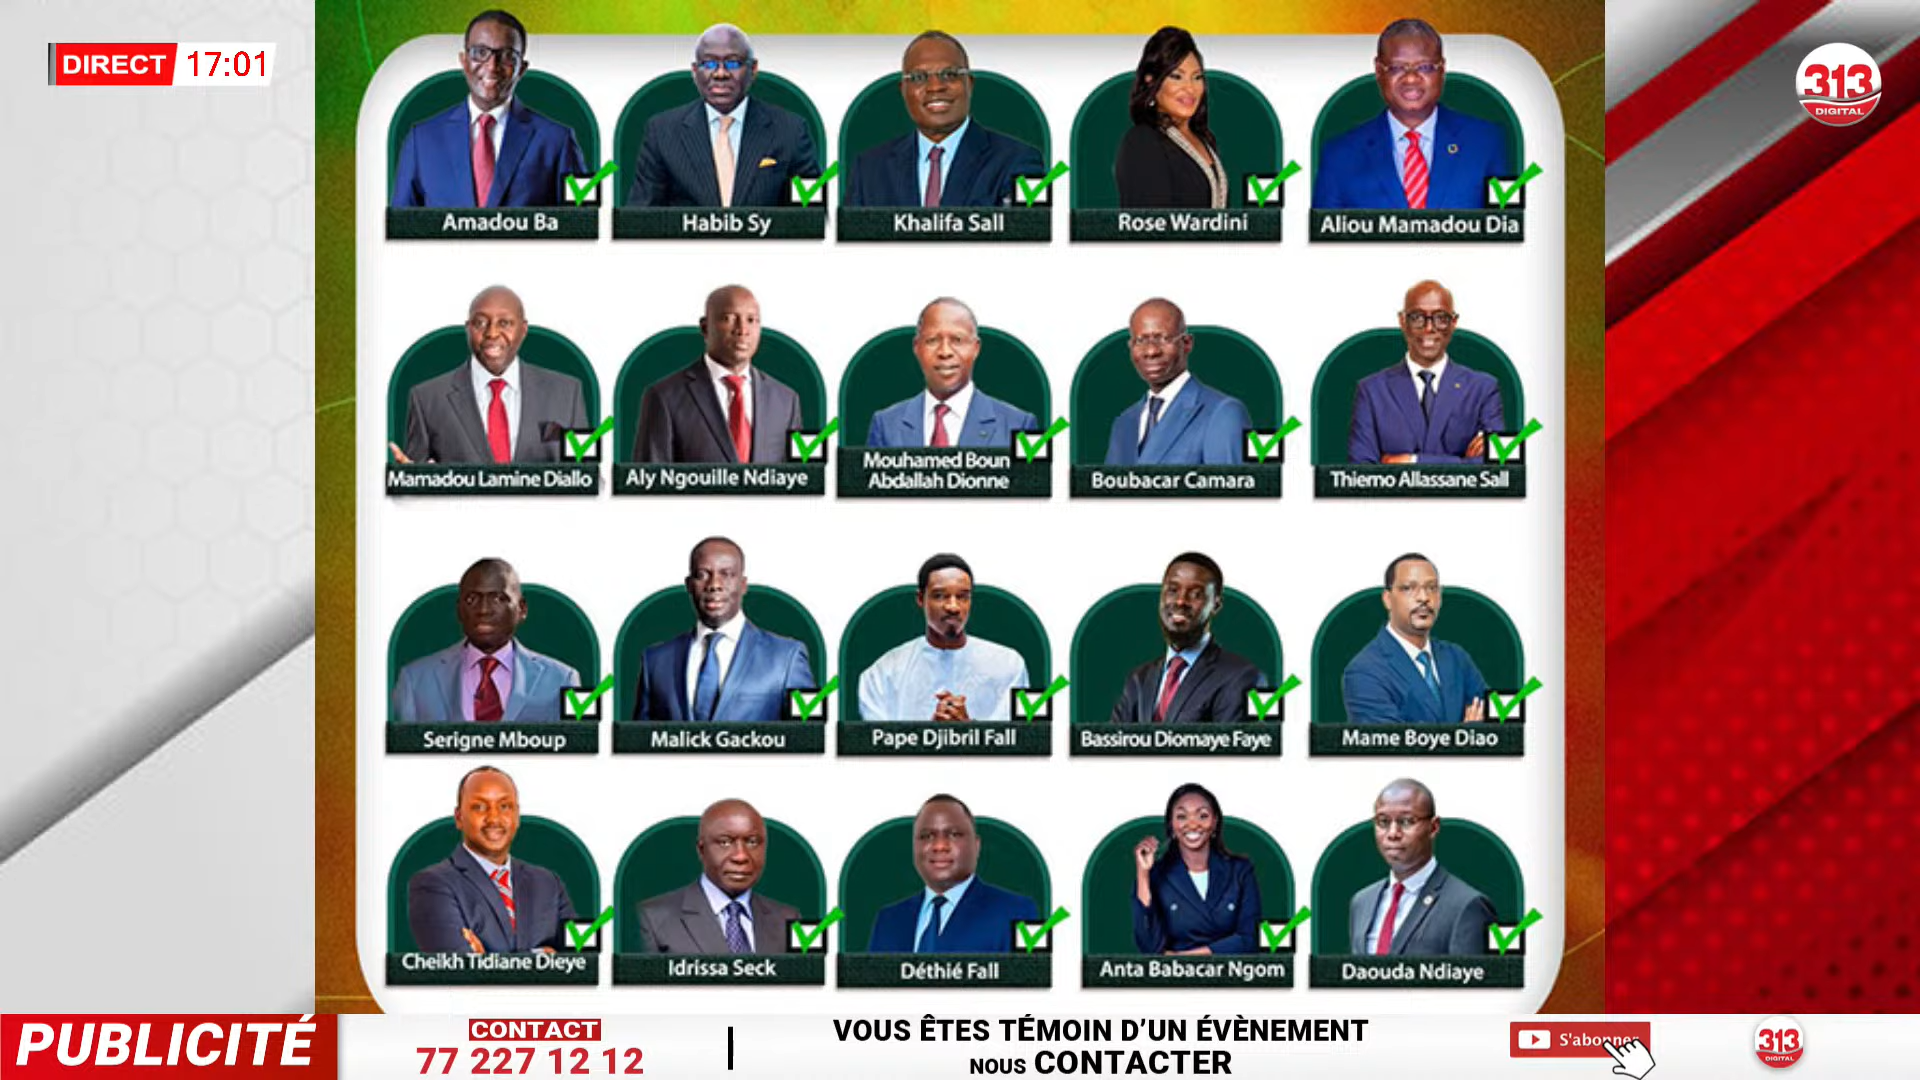 DIRECT 17:01
313
DIGITAL
Amadou Ba
Habib Sy
Khalifa Sall
Rose Wardini
Aliou Mamadou Dia
Mamadou Lamine Diallo
Aly Ngouille Ndiaye
Mouhamed Boun
Abdallah Dionne
Boubacar Camara
Thierno Allassane Sall
Serigne Mboup
Malick Gackou
Pape Djibril Fall
Bassirou Diomaye Faye
Mame Boye Diao
Cheikh Tidiane Dieye
Idrissa Seck
Déthié Fall
Anta Babacar Ngom
Daouda Ndiaye
PUBLICITÉ
CONTACT
77 227 12 12
VOUS ÊTES TÉMOIN D’UN ÉVÈNEMENT
NOUS CONTACTER
S'abonner
313
DIGITAL